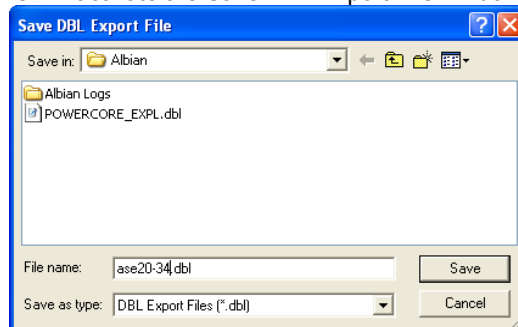 Save DBL Export File
Save in: Albian
Albian Logs
POWERCORE_EXPL.dbl
File name: ase20-34.dbl Save
Save as type: DBL Export Files (*.dbl) Cancel